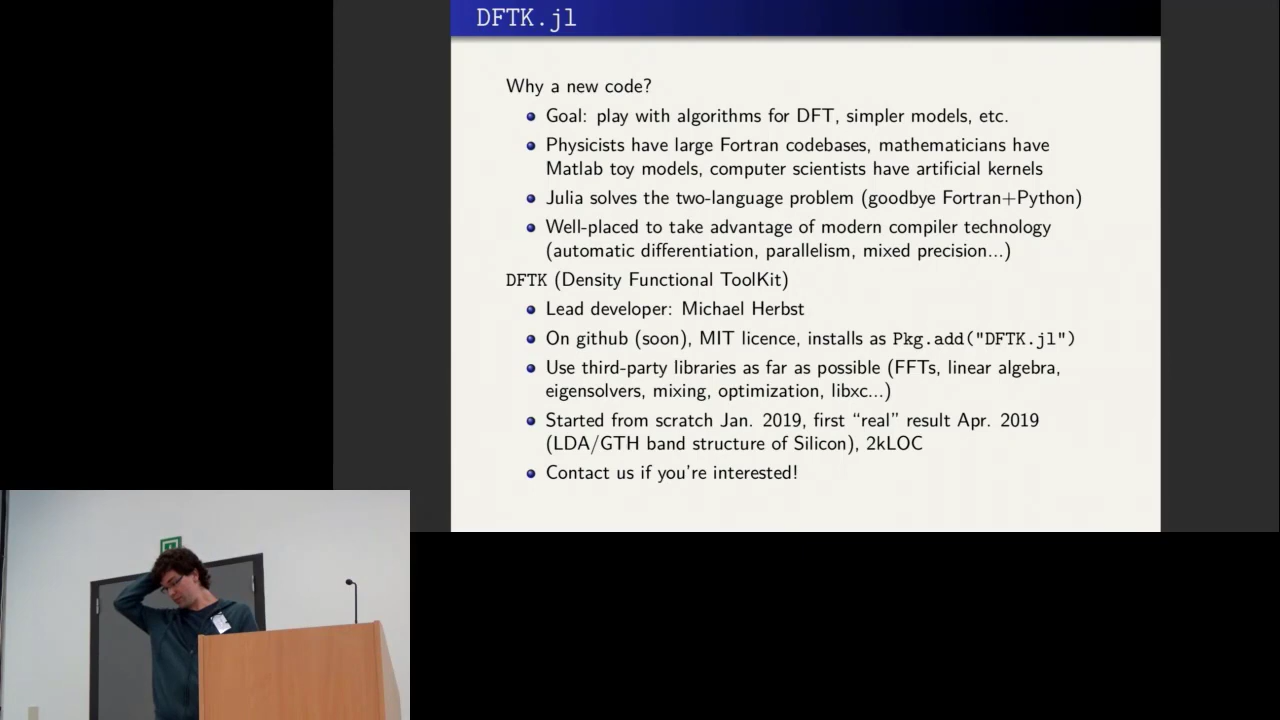 DFTK.jl
Why a new code?
Goal: play with algorithms for DFT, simpler models, etc.
Physicists have large Fortran codebases, mathematicians have
Matlab toy models, computer scientists have artificial kernels
Julia solves the two-language problem (goodbye Fortran+Python)
Well-placed to take advantage of modern compiler technology
(automatic differentiation, parallelism, mixed precision...)
DFTK (Density Functional ToolKit)
Lead developer: Michael Herbst
On github (soon), MIT licence, installs as Pkg.add("DFTK.jl")
Use third-party libraries as far as possible (FFTs, linear algebra,
eigensolvers, mixing, optimization, libxc...)
Started from scratch Jan. 2019, first “real” result Apr. 2019
(LDA/GTH band structure of Silicon), 2kLOC
Contact us if you're interested!